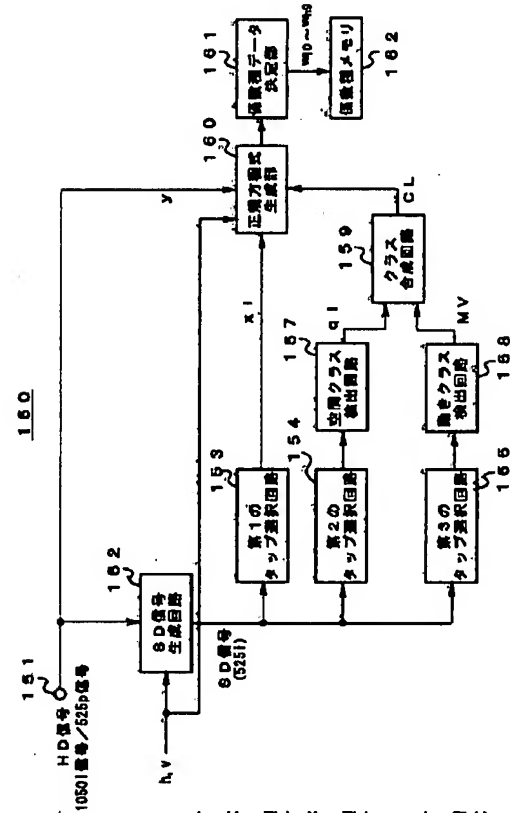 150
151
HD信号
1050i信号/525p信号
152
SD信号
生成回路
h,v
SD信号
(525i)
153
第1の
タップ選択回路
xi
154
第2の
タップ選択回路
155
第3の
タップ選択回路
157
空間クラス
検出回路
qi
158
動きクラス
検出回路
MV
159
クラス
合成回路
CL
y
160
正規方程式
生成部
161
係数種データ
決定部
w10~wn9
162
係数種メモリ